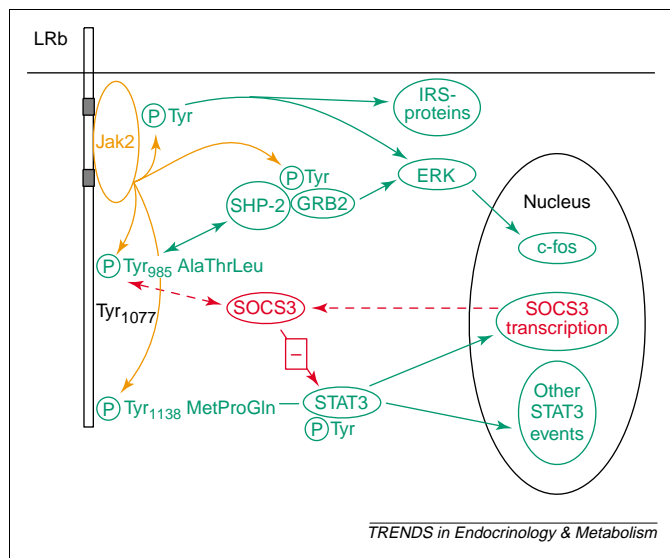 LRb
IRS-
proteins
P Tyr
Jak2
P Tyr
SHP-2 GRB2
ERK
Nucleus
c-fos
P Tyr985 AlaThrLeu
Tyr1077
SOCS3
SOCS3
transcription
–
P Tyr1138 MetProGln
STAT3
P Tyr
Other
STAT3
events
TRENDS in Endocrinology & Metabolism